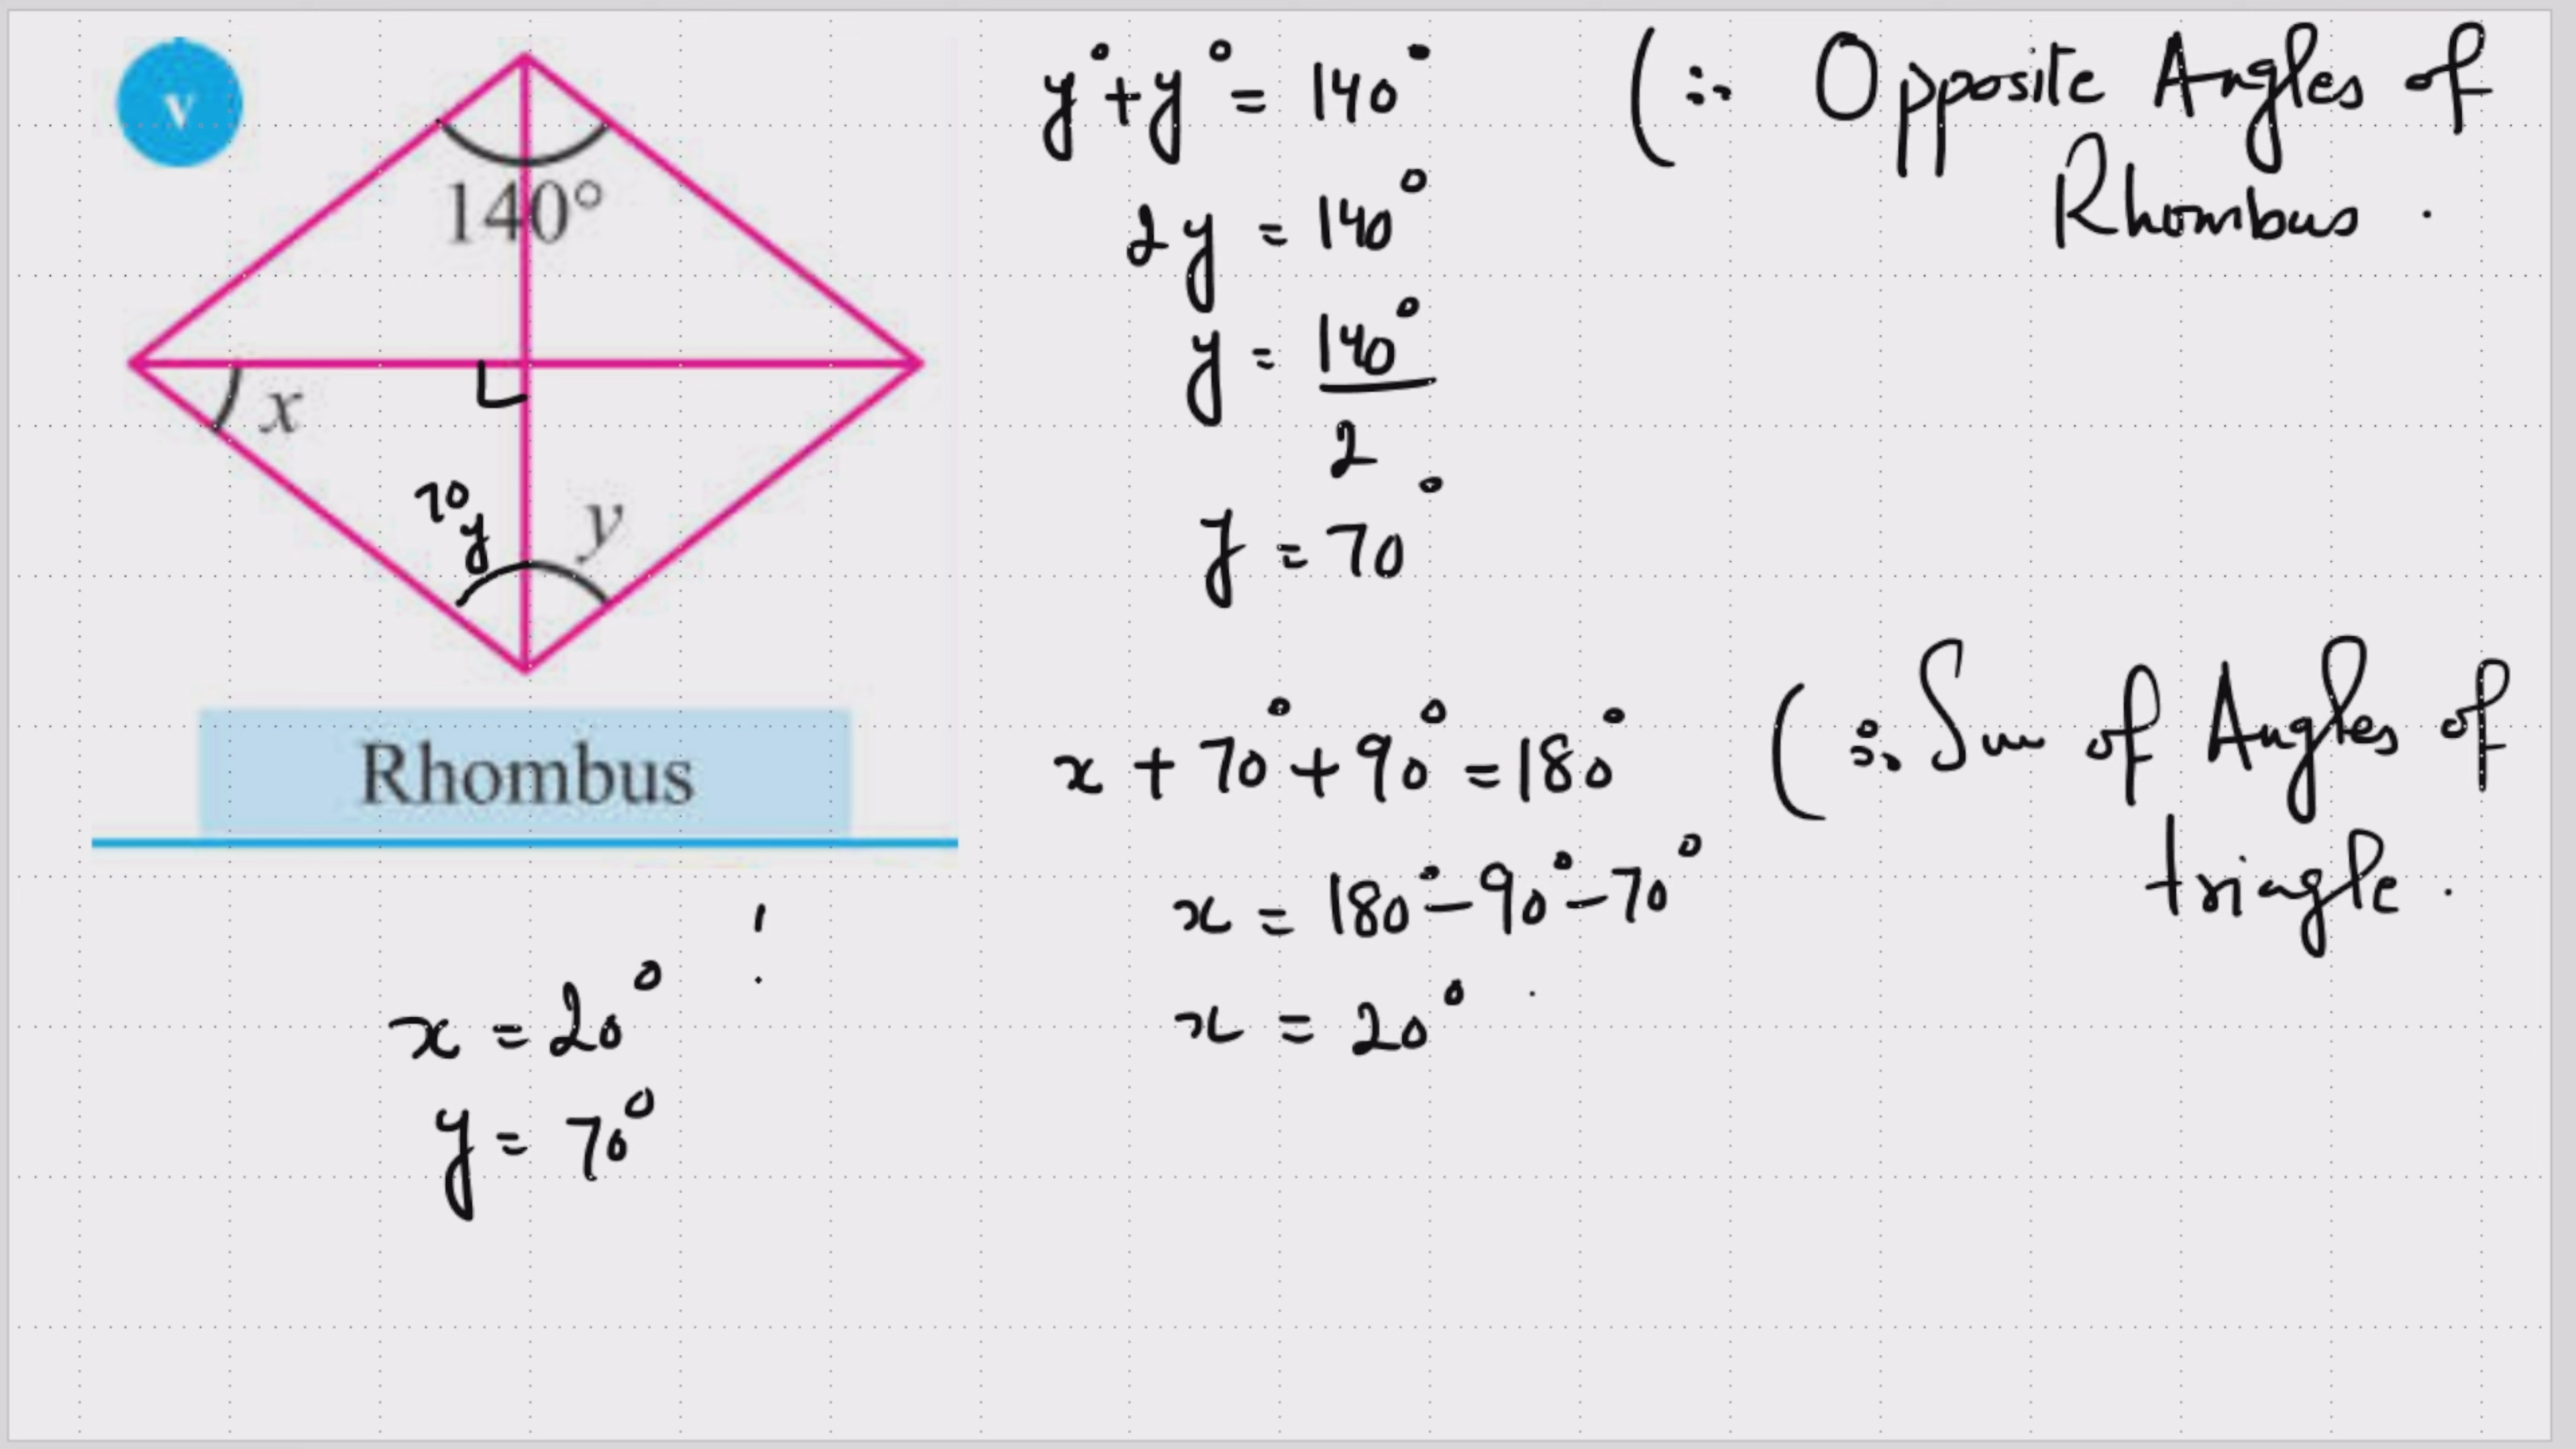 v
140°
x
70
y
y
Rhombus
x = 20°
y = 70°
y° + y° = 140° (∵ Opposite Angles of
Rhombus.
2y = 140°
y = 140°
2
y = 70°
x + 70° + 90° = 180° (∵ Sum of Angles of
triagle.
x = 180° - 90° - 70°
x = 20°.